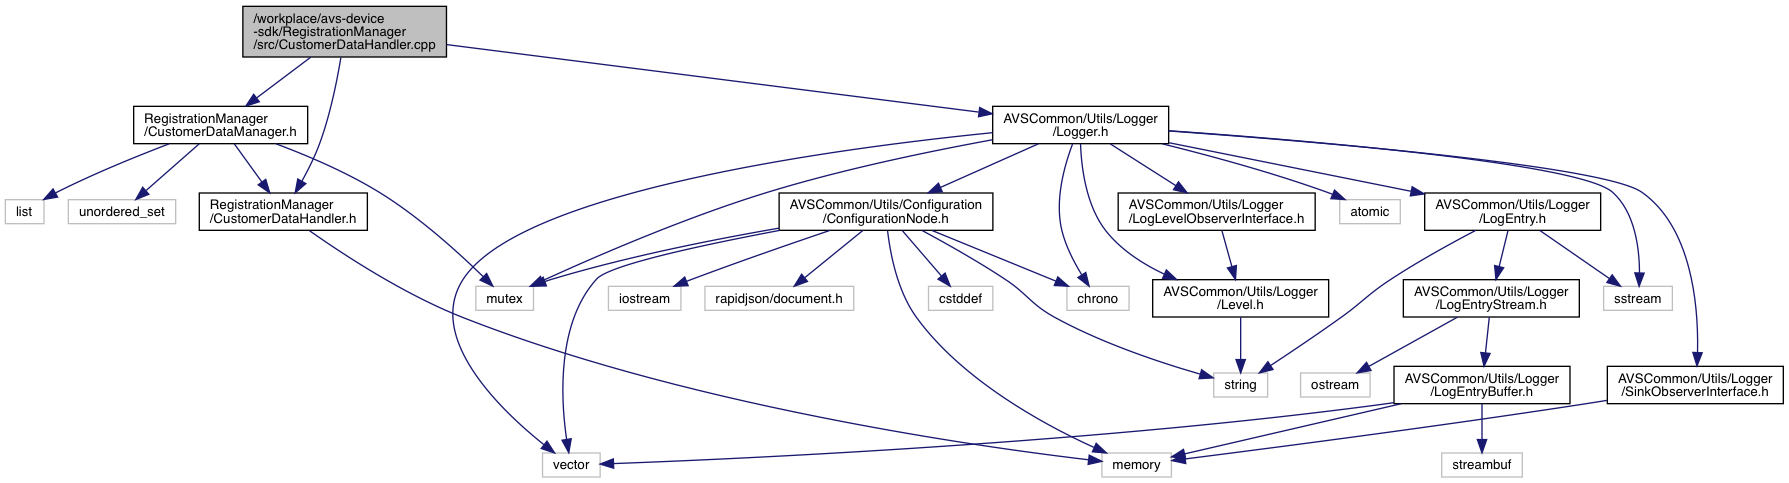 /workplace/avs-device
-sdk/RegistrationManager
/src/CustomerDataHandler.cpp
RegistrationManager
/CustomerDataManager.h
AVSCommon/Utils/Logger
/Logger.h
list
unordered_set
RegistrationManager
/CustomerDataHandler.h
AVSCommon/Utils/Configuration
/ConfigurationNode.h
AVSCommon/Utils/Logger
/LogLevelObserverInterface.h
atomic
AVSCommon/Utils/Logger
/LogEntry.h
mutex
iostream
rapidjson/document.h
cstddef
chrono
AVSCommon/Utils/Logger
/Level.h
AVSCommon/Utils/Logger
/LogEntryStream.h
sstream
string
ostream
AVSCommon/Utils/Logger
/LogEntryBuffer.h
AVSCommon/Utils/Logger
/SinkObserverInterface.h
vector
memory
streambuf